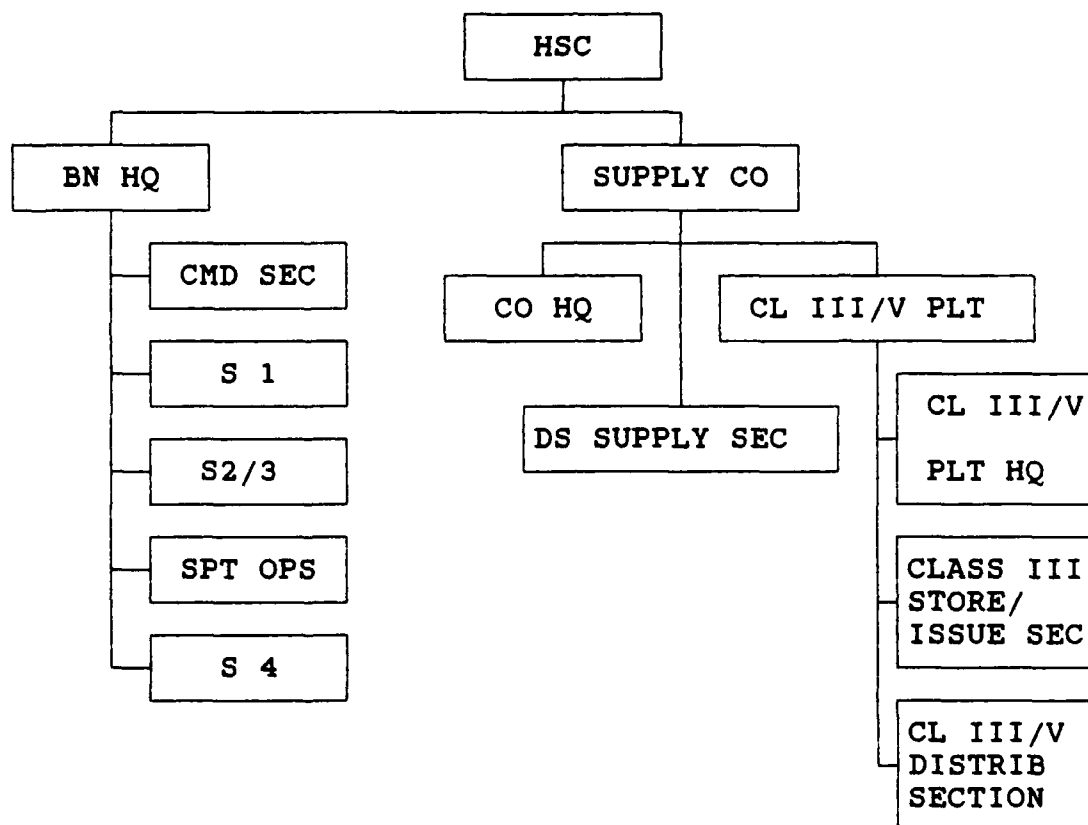 HSC
BN HQ
SUPPLY CO
CMD SEC
CO HQ
CL III/V PLT
S 1
DS SUPPLY SEC
CL III/V
PLT HQ
S2/3
SPT OPS
CLASS III
STORE/
ISSUE SEC
S 4
CL III/V
DISTRIB
SECTION